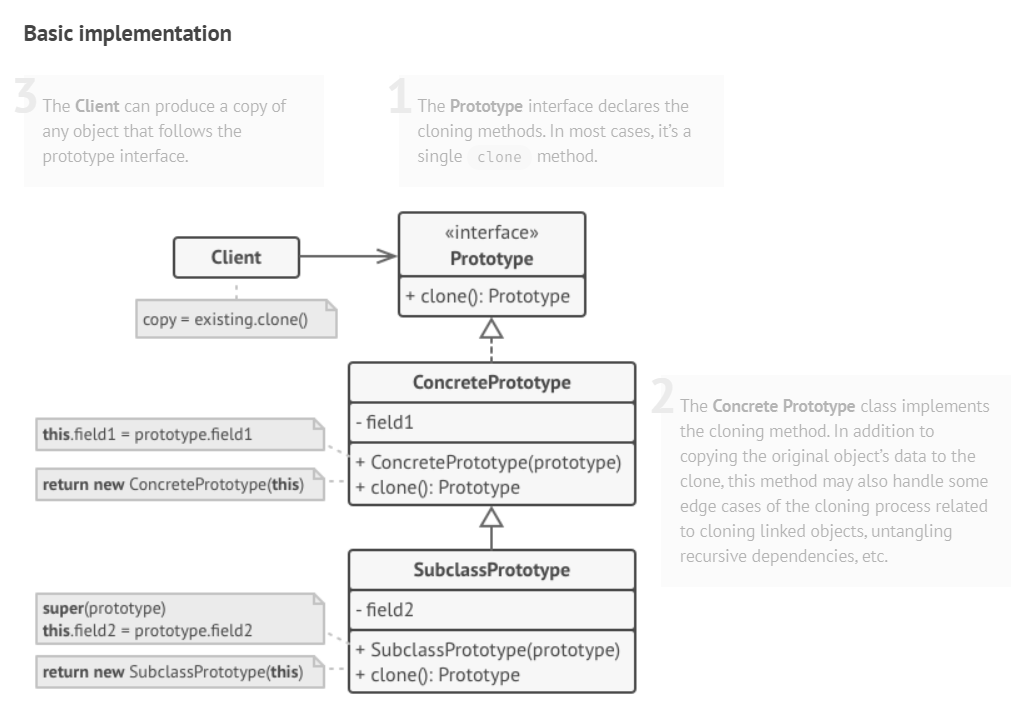 Basic implementation
3
The Client can produce a copy of
any object that follows the
prototype interface.
1
The Prototype interface declares the
cloning methods. In most cases, it’s a
single clone method.
Client
copy = existing.clone()
«interface»
Prototype
+ clone(): Prototype
ConcretePrototype
- field1
+ ConcretePrototype(prototype)
+ clone(): Prototype
this.field1 = prototype.field1
return new ConcretePrototype(this)
2
The Concrete Prototype class implements
the cloning method. In addition to
copying the original object’s data to the
clone, this method may also handle some
edge cases of the cloning process related
to cloning linked objects, untangling
recursive dependencies, etc.
SubclassPrototype
- field2
+ SubclassPrototype(prototype)
+ clone(): Prototype
super(prototype)
this.field2 = prototype.field2
return new SubclassPrototype(this)